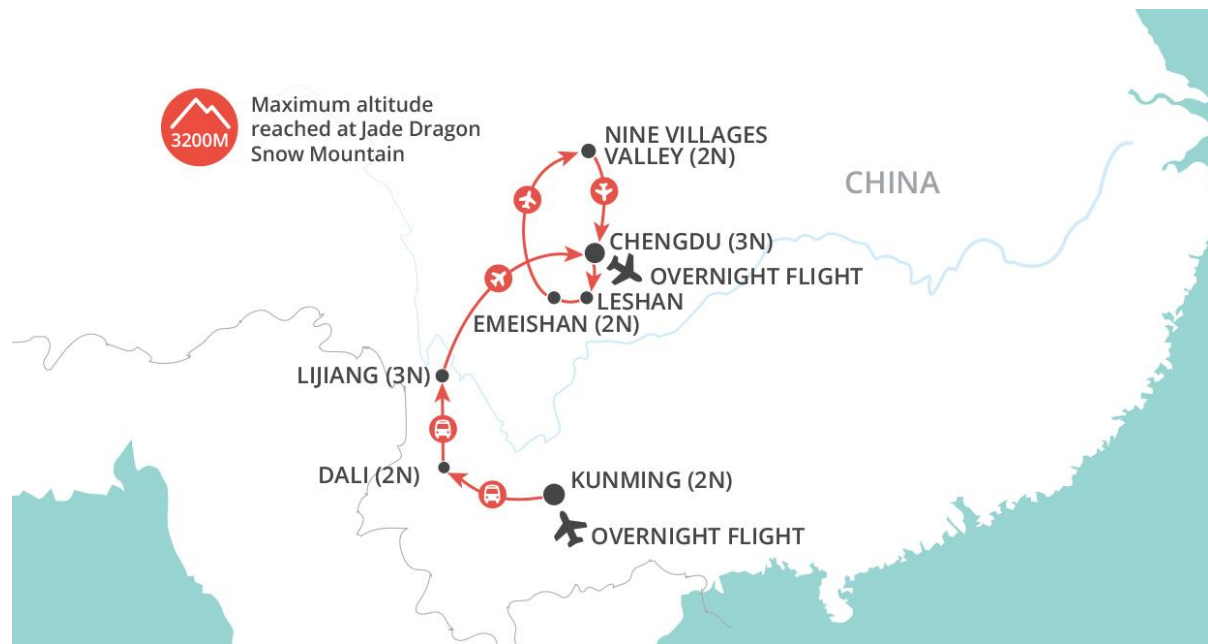 3200M
Maximum altitude
reached at Jade Dragon
Snow Mountain
NINE VILLAGES
VALLEY (2N)
CHINA
CHENGDU (3N)
OVERNIGHT FLIGHT
LESHAN
EMEISHAN (2N)
LIJIANG (3N)
DALI (2N)
KUNMING (2N)
OVERNIGHT FLIGHT